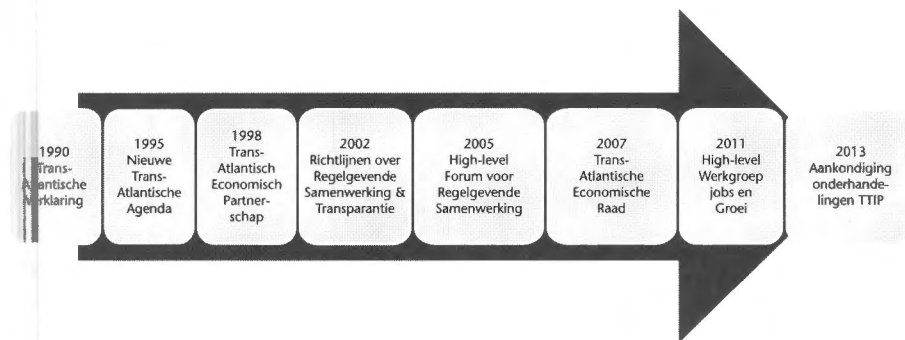 1990
Trans-
Atlantische
Verklaring
1995
Nieuwe
Trans-
Atlantische
Agenda
1998
Trans-
Atlantisch
Economisch
Partner-
schap
2002
Richtlijnen over
Regelgevende
Samenwerking &
Transparantie
2005
High-level
Forum voor
Regelgevende
Samenwerking
2007
Trans-
Atlantische
Economische
Raad
2011
High-level
Werkgroep
jobs en
Groei
2013
Aankondiging
onderhande-
lingen TTIP